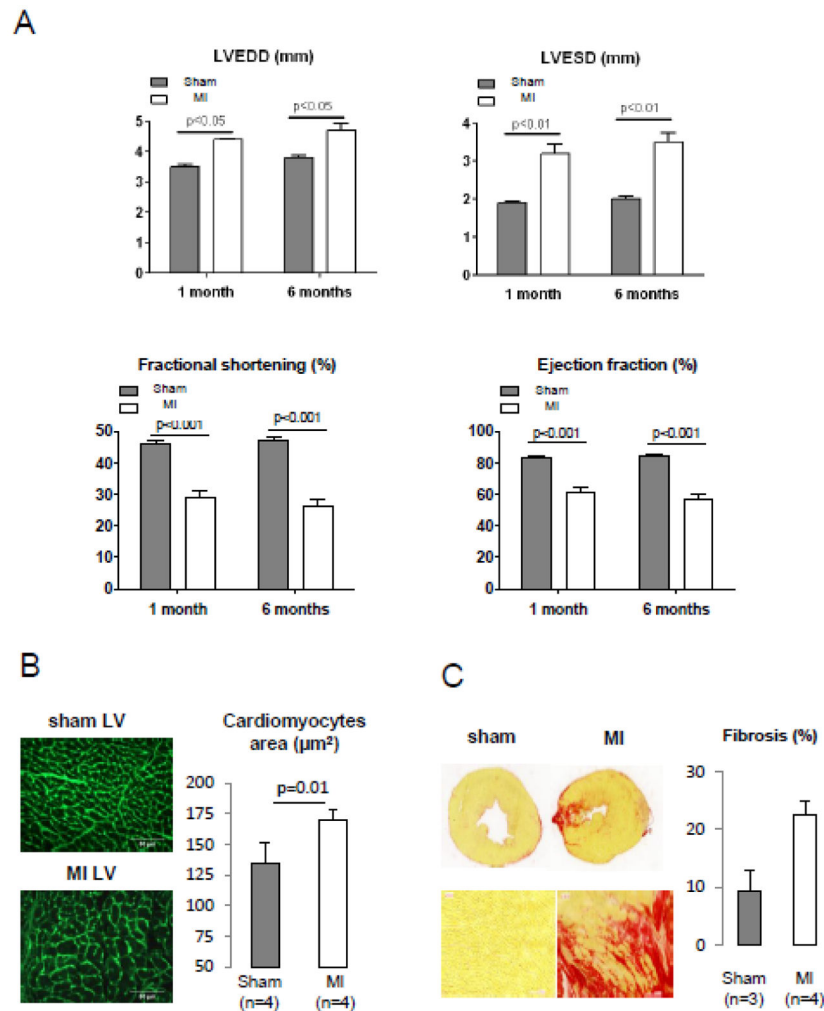 A
LVEDD (mm)
Sham
MI
p<0.05
p<0.05
5
4
3
2
1
0
1 month
6 months
LVESD (mm)
Sham
MI
p<0.01
p<0.01
4
3
2
1
0
1 month
6 months
Fractional shortening (%)
Sham
MI
p<0.001
p<0.001
50
40
30
20
10
0
1 month
6 months
Ejection fraction (%)
Sham
MI
p<0.001
p<0.001
100
80
60
40
20
0
1 month
6 months
B
sham LV
MI LV
Cardiomyocytes
area (µm²)
p=0.01
200
175
150
125
100
75
50
Sham
(n=4)
MI
(n=4)
C
sham
MI
Fibrosis (%)
30
20
10
0
Sham
(n=3)
MI
(n=4)